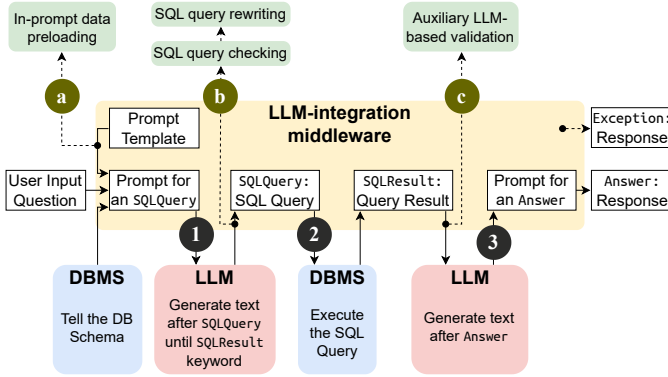 In-prompt data
preloading
SQL query rewriting
SQL query checking
Auxiliary LLM-
based validation
a
b
c
LLM-integration
middleware
Prompt
Template
Exception:
Response
User Input
Question
Prompt for
an SQLQuery
SQLQuery:
SQL Query
SQLResult:
Query Result
Prompt for
an Answer
Answer:
Response
1
2
3
DBMS
Tell the DB
Schema
LLM
Generate text
after SQLQuery
until SQLResult
keyword
DBMS
Execute
the SQL
Query
LLM
Generate text
after Answer